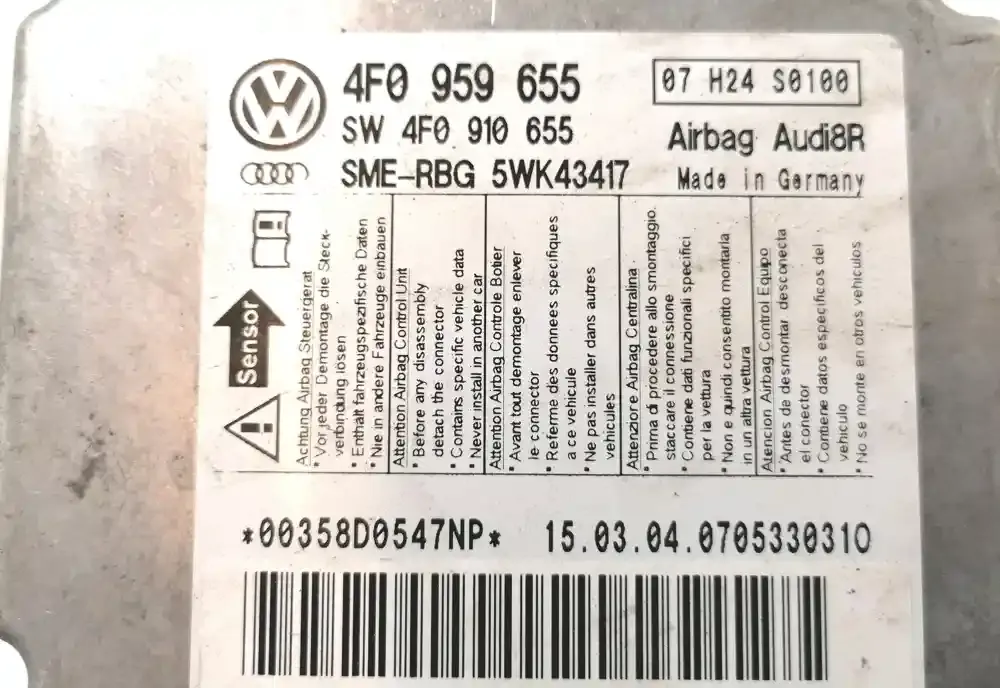 4F0 959 655
07 H24 S0100
SW 4F0 910 655
Airbag Audi8R
SME-RBG 5WK43417
Made in Germany
Sensor
Achtung Airbag Steuergerät
* Vor jeder Demontage die Steck-
verbindung lösen
* Enthält fahrzeugspezifische Daten
* Nie in andere Fahrzeuge einbauen
Attention Airbag Control Unit
* Before any disassembly
detach the connector
* Contains specific vehicle data
* Never install in another car
Attention Airbag Controle Botier
* Avant tout demontage enlever
le connector
* Referme des donnees specifiques
a ce vehicule
* Ne pas installer dans autres
vehicules
Attenziore Airbag Centralina
* Prima di procedere allo smontaggio
staccare il connessione
* Contiene dati funzionali specifici
per la vettura
* Non e quindi consentito montarla
in un altra vettura
Atencion Airbag Control Equipo
* Antes de desmontar desconecta
el conector
* Contiene datos especificos del
vehiculo
* No se monte en otros vehiculos
*00358D0547NP*
15.03.04.0705330310